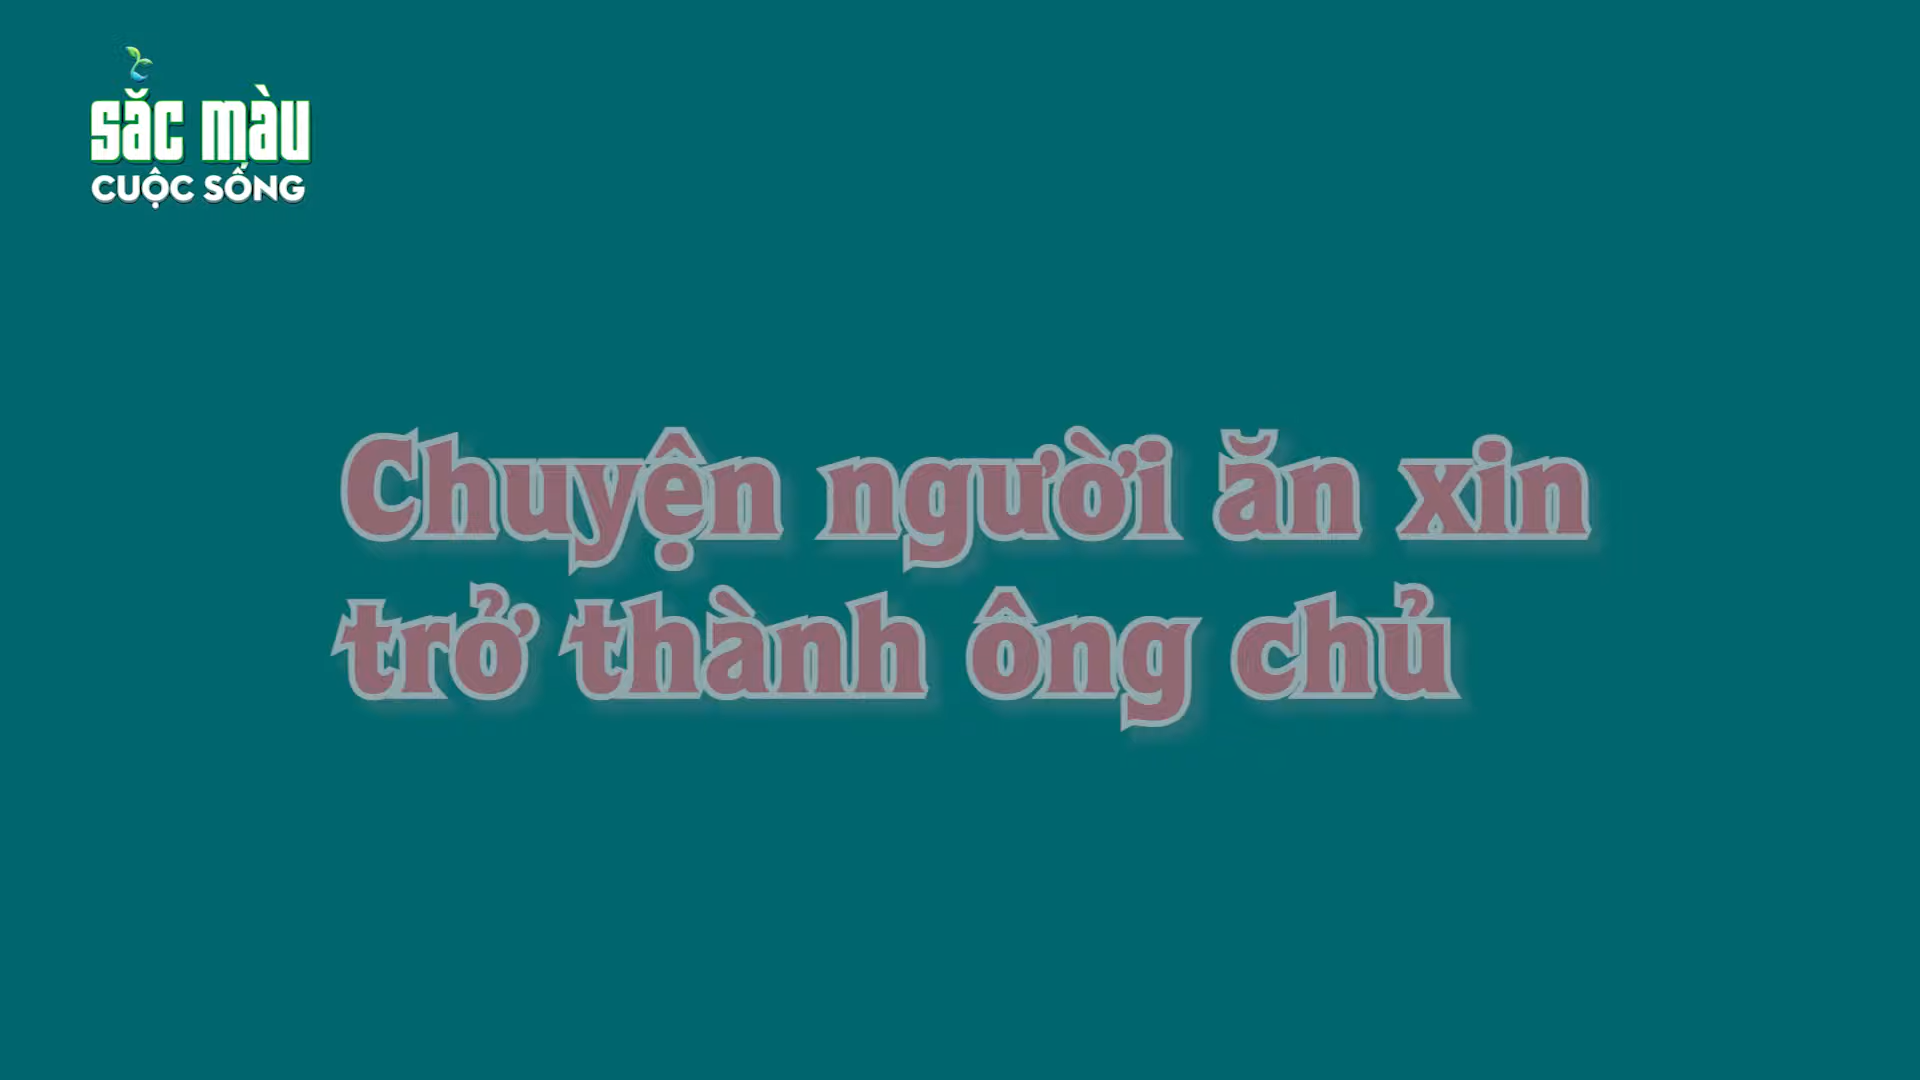 sắc màu
CUỘC SỐNG
Chuyện người ăn xin
trở thành ông chủ